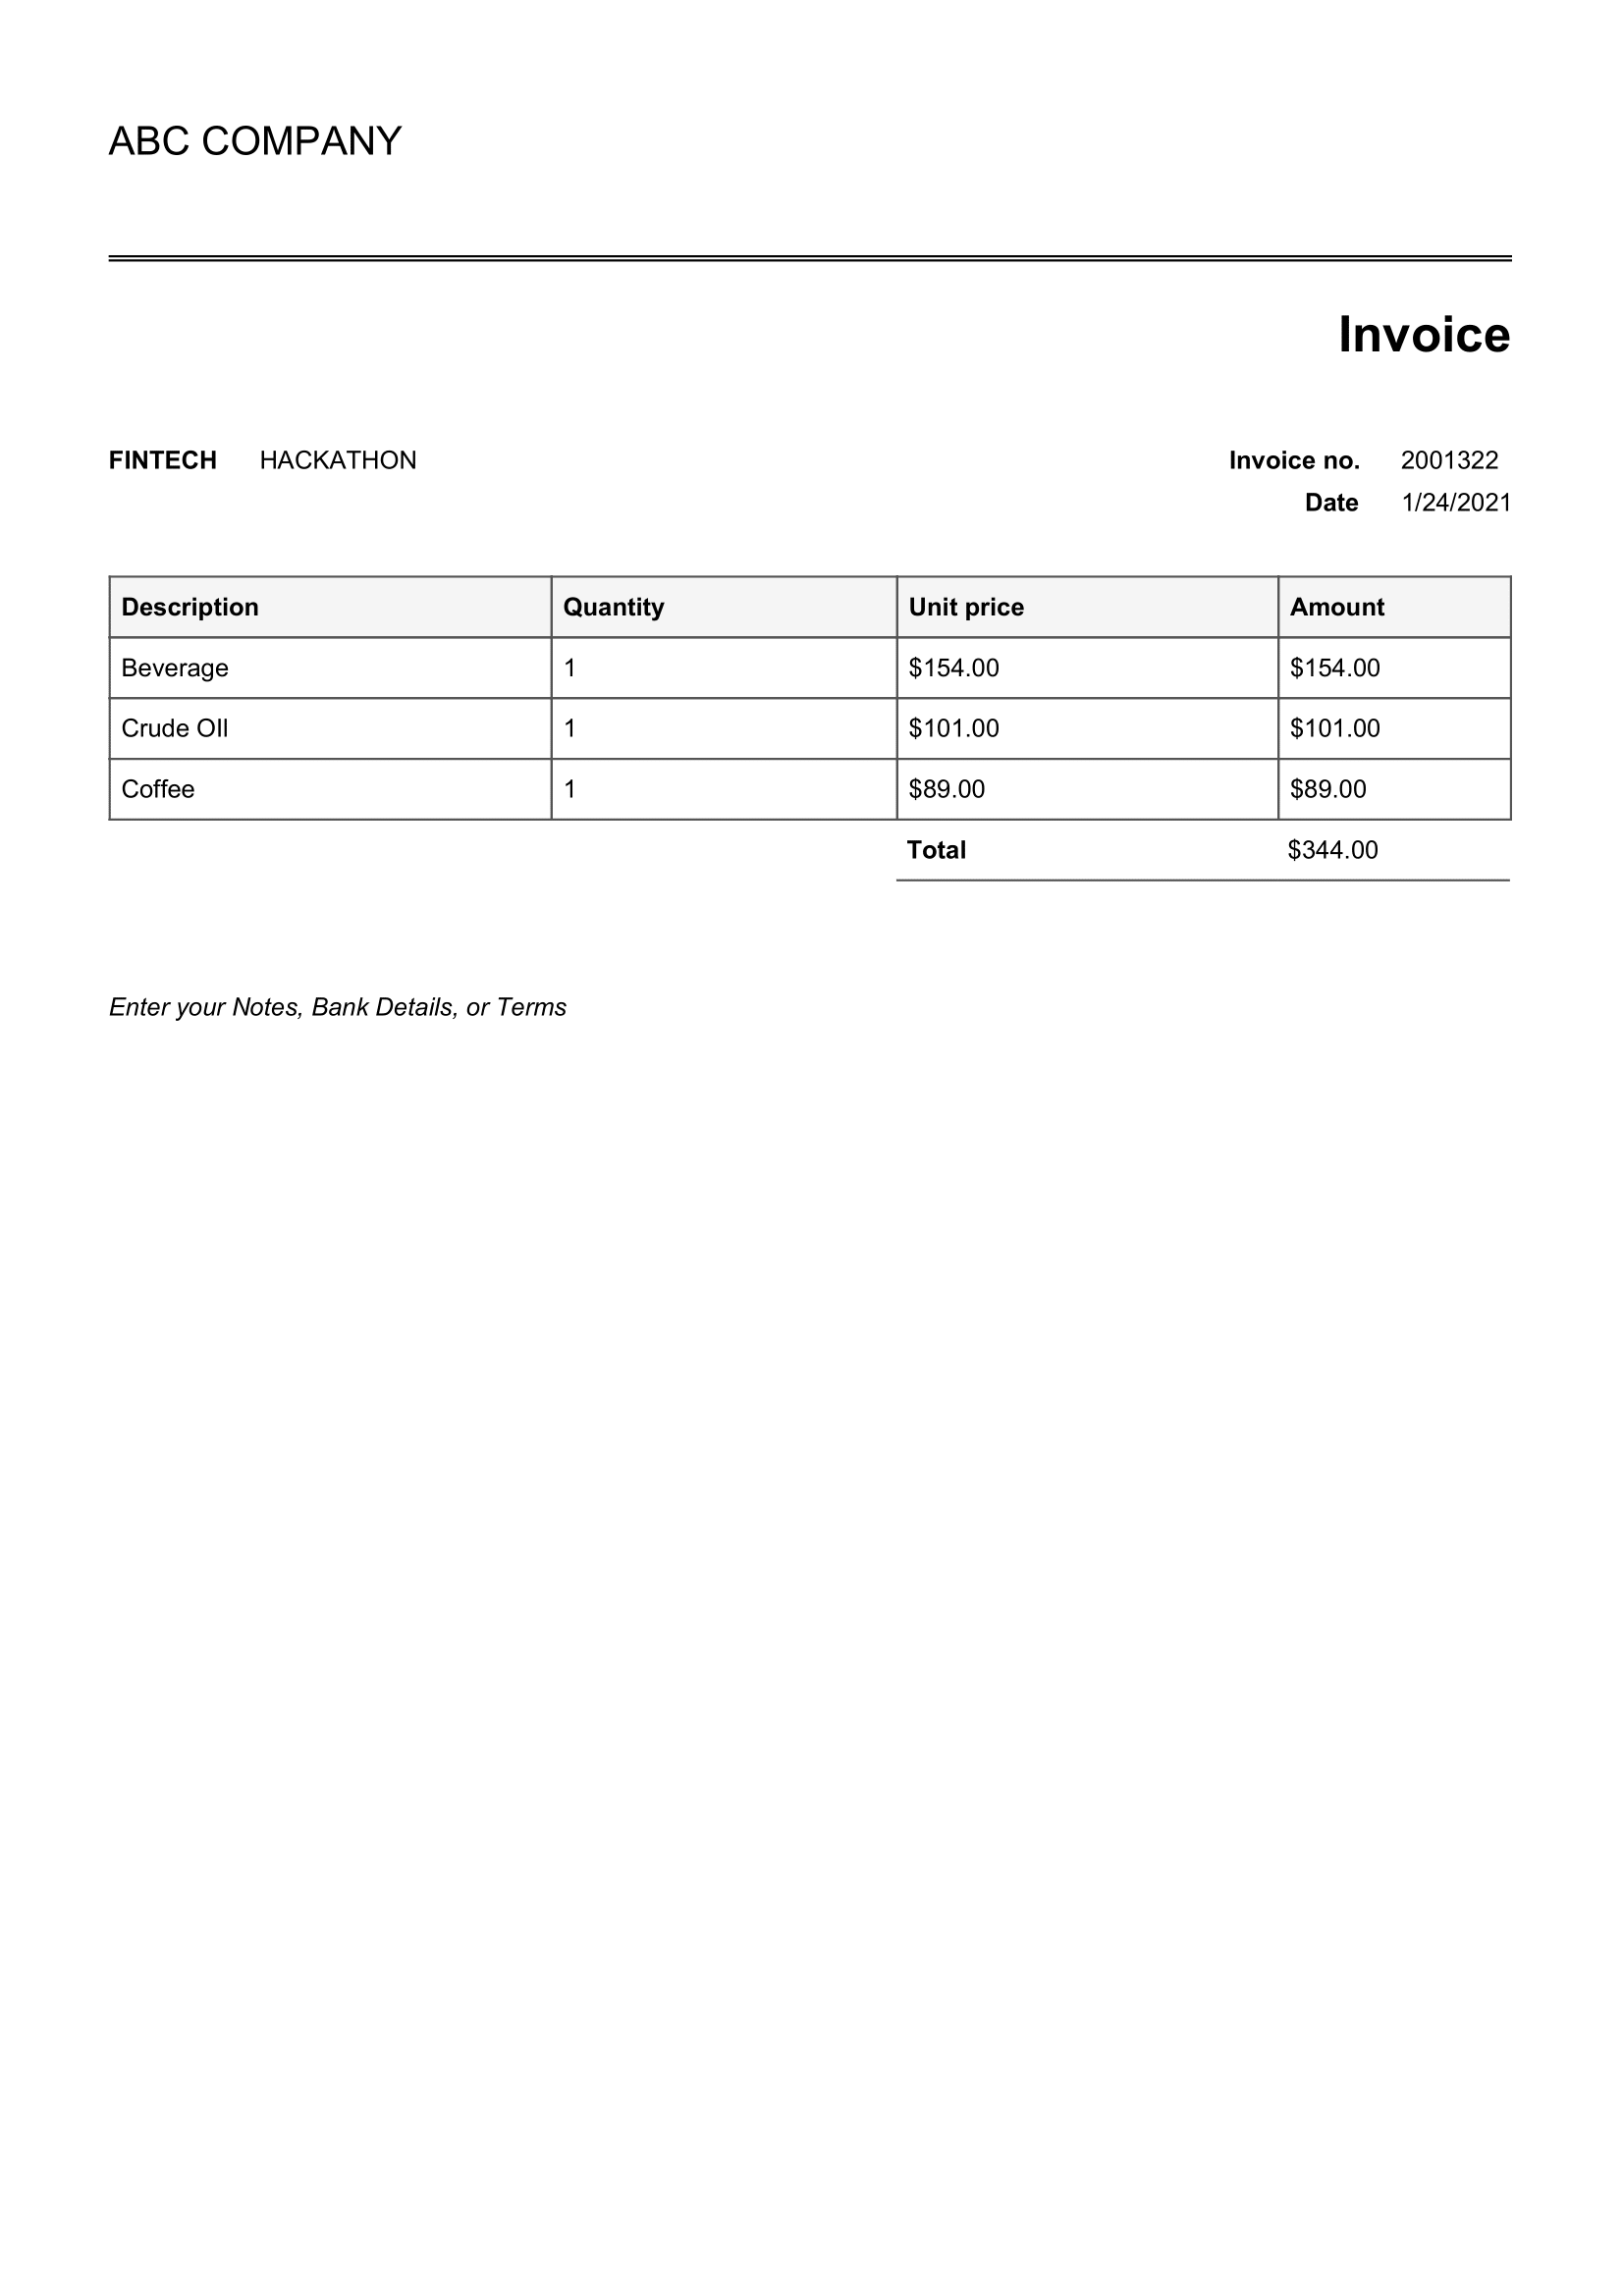 ABC COMPANY
Invoice
FINTECH HACKATHON Invoice no. 2001322
Date 1/24/2021
Description Quantity Unit price Amount
Beverage 1 $154.00 $154.00
Crude OIl 1 $101.00 $101.00
Coffee 1 $89.00 $89.00
Total $344.00
Enter your Notes, Bank Details, or Terms